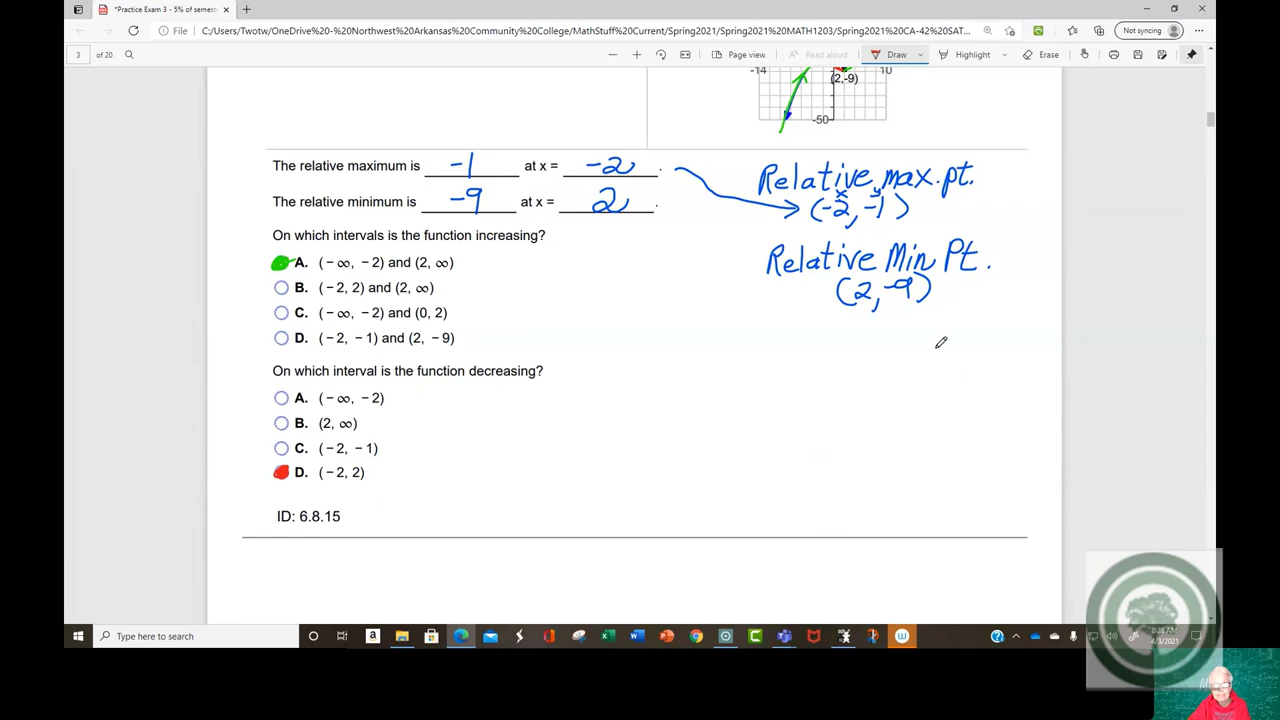 *Practice Exam 3 - 5% of semes
File
C:/Users/Twotw/OneDrive%20-%20Northwest%20Arkansas%20Community%20College/MathStuff%20Current/Spring2021/Spring2021%20MATH1203/Spring2021%20CA-42%20SAT...
Not syncing
3 of 20
Page view
Read aloud
Draw
Highlight
Erase
-14
10
(2,-9)
-50
The relative maximum is -1 at x = -2.
Relative max. pt.
x y
(-2, -1)
The relative minimum is -9 at x = 2.
On which intervals is the function increasing?
A. (-∞, -2) and (2, ∞)
B. (-2, 2) and (2, ∞)
C. (-∞, -2) and (0, 2)
D. (-2, -1) and (2, -9)
Relative Min Pt.
(2, -9)
On which interval is the function decreasing?
A. (-∞, -2)
B. (2, ∞)
C. (-2, -1)
D. (-2, 2)
ID: 6.8.15
Type here to search
4/3/2021